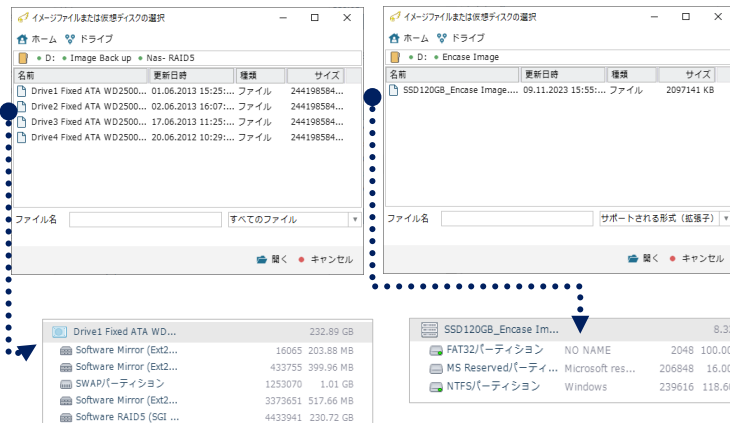 イメージファイルまたは仮想ディスクの選択
ホーム ドライブ
D: Image Back up Nas- RAID5
名前 更新日時 種類 サイズ
Drive1 Fixed ATA WD2500... 01.06.2013 15:25:... ファイル 244198584...
Drive2 Fixed ATA WD2500... 02.06.2013 16:07:... ファイル 244198584...
Drive3 Fixed ATA WD2500... 17.06.2013 11:25:... ファイル 244198584...
Drive4 Fixed ATA WD2500... 20.06.2012 10:29:... ファイル 244198584...
ファイル名 すべてのファイル
開く キャンセル
イメージファイルまたは仮想ディスクの選択
ホーム ドライブ
D: Encase Image
名前 更新日時 種類 サイズ
SSD120GB_Encase Image.... 09.11.2023 15:55:... ファイル 2097141 KB
ファイル名 サポートされる形式（拡張子）
開く キャンセル
Drive1 Fixed ATA WD... 232.89 GB
Software Mirror (Ext2... 16065 203.88 MB
Software Mirror (Ext2... 433755 399.96 MB
SWAPパーティション 1253070 1.01 GB
Software Mirror (Ext2... 3373651 517.66 MB
Software RAID5 (SGI ... 4433941 230.72 GB
SSD120GB_Encase Im... 8.3
FAT32パーティション NO NAME 2048 100.00
MS Reservedパーティ... Microsoft res... 206848 16.00
NTFSパーティション Windows 239616 118.6